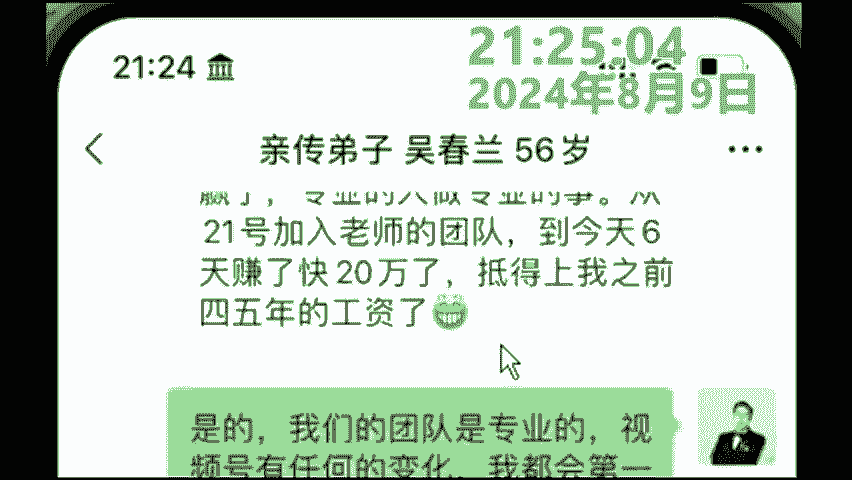 21:24
21:25:04
2024年8月9日
亲传弟子 吴春兰 56岁
赢了，专业的人做专业的事。从
21号加入老师的团队，到今天6
天赚了快20万了，抵得上我之前
四五年的工资了
是的，我们的团队是专业的，视
频号有任何的变化，我都会第一